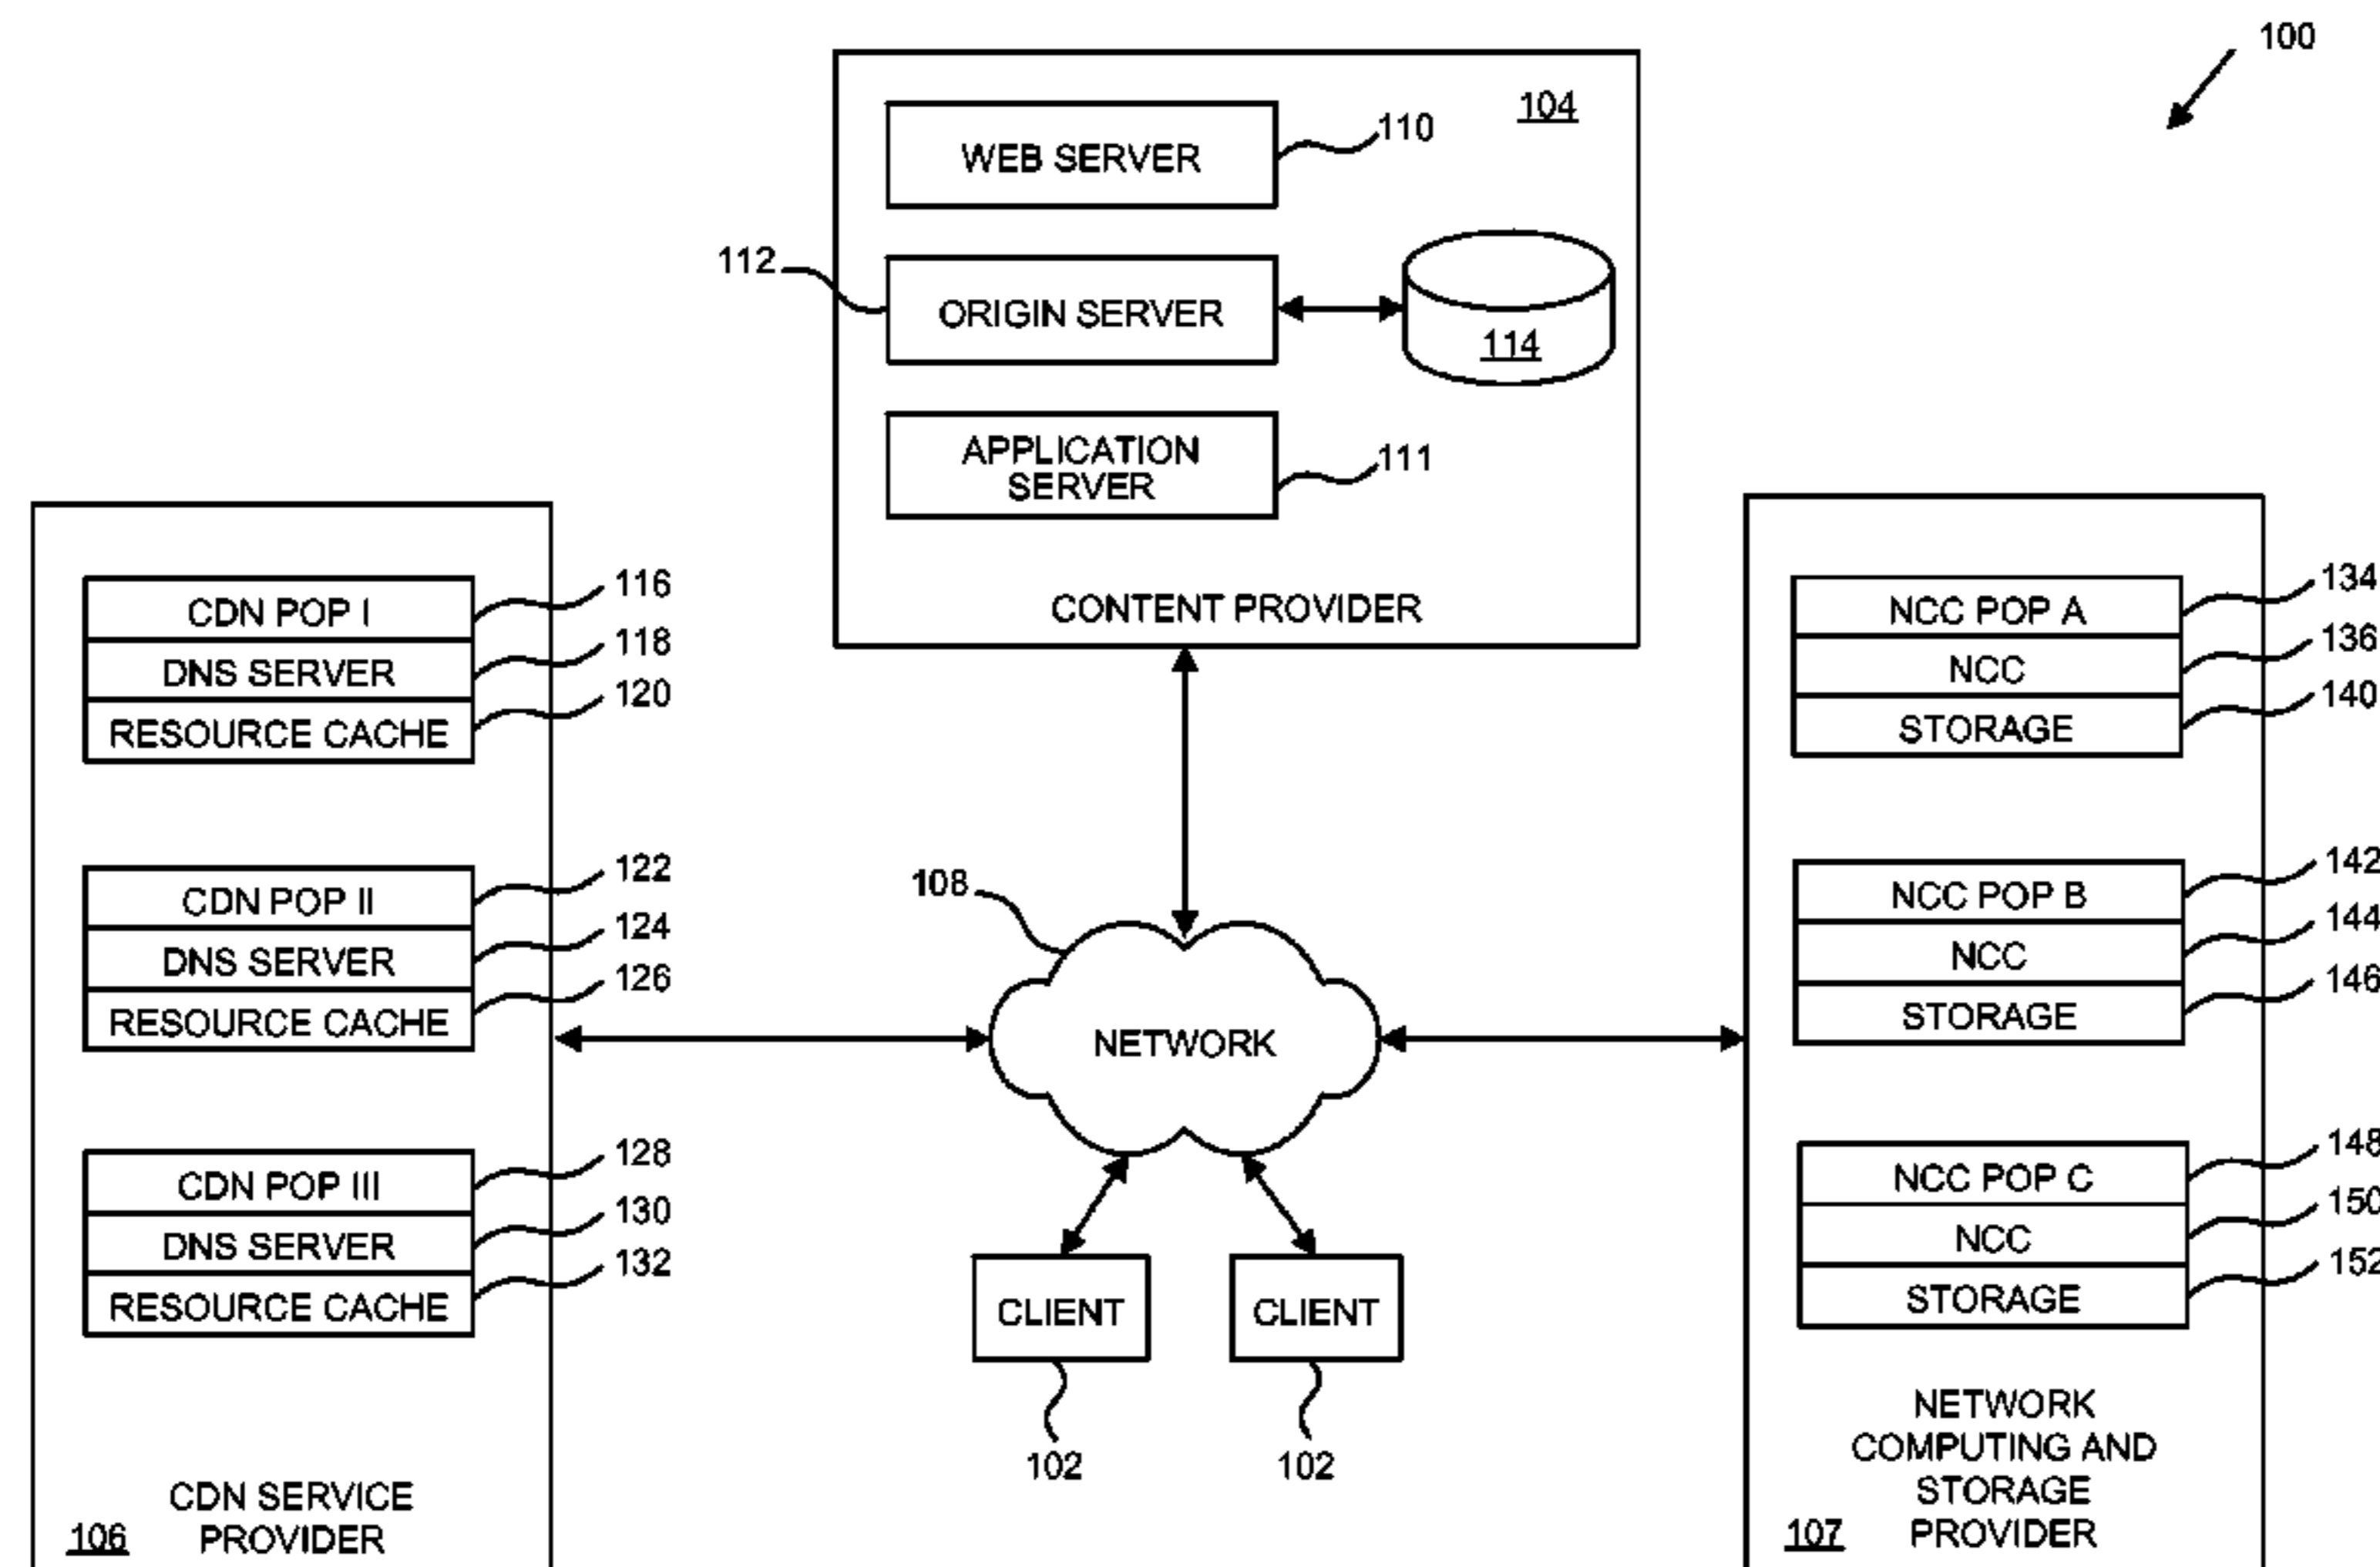 100
104
WEB SERVER
110
112
ORIGIN SERVER
114
APPLICATION
SERVER
111
CONTENT PROVIDER
CDN POP I
116
DNS SERVER
118
RESOURCE CACHE
120
CDN POP II
122
DNS SERVER
124
RESOURCE CACHE
126
CDN POP III
128
DNS SERVER
130
RESOURCE CACHE
132
CDN SERVICE
PROVIDER
106
108
NETWORK
CLIENT
CLIENT
102
102
NCC POP A
134
NCC
136
STORAGE
140
NCC POP B
142
NCC
144
STORAGE
146
NCC POP C
148
NCC
150
STORAGE
152
NETWORK
COMPUTING AND
STORAGE
PROVIDER
107